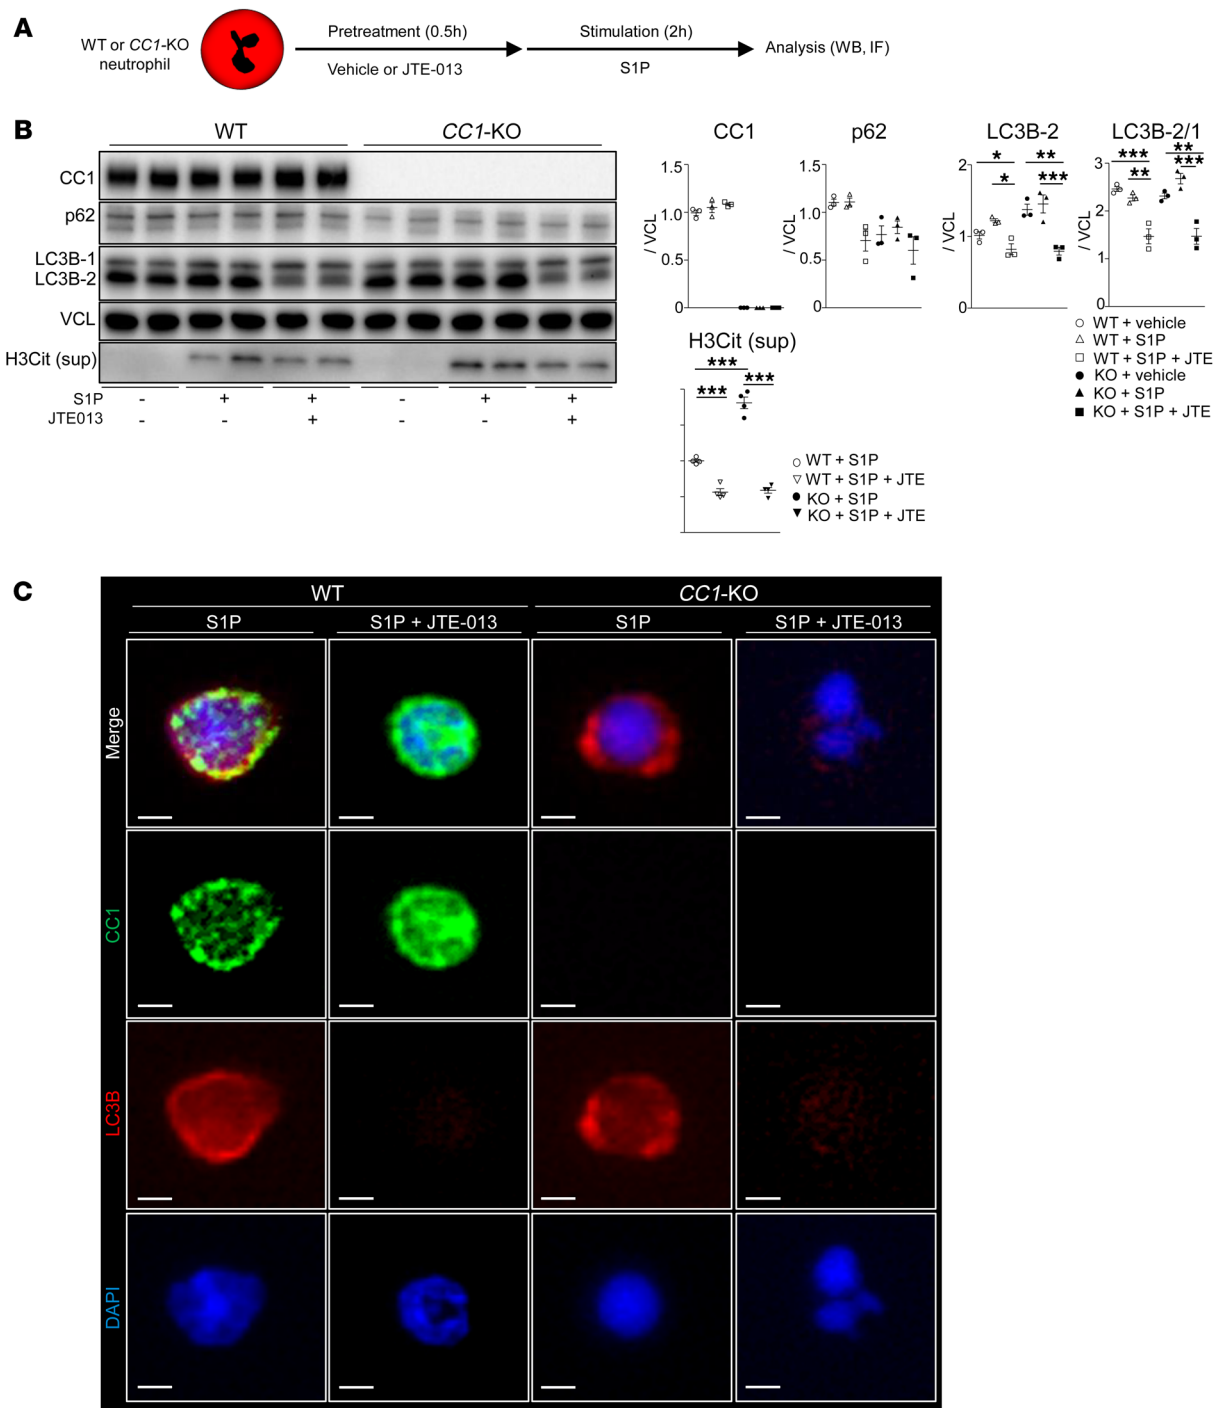 A
WT or CC1-KO
neutrophil
Pretreatment (0.5h)
Vehicle or JTE-013
Stimulation (2h)
S1P
Analysis (WB, IF)
B
WT
CC1-KO
CC1
p62
LC3B-1
LC3B-2
VCL
H3Cit (sup)
S1P - + + - + +
JTE013 - - + - - +
CC1
/ VCL
1.5
1.0
0.5
0
p62
/ VCL
1.5
1.0
0.5
0
LC3B-2
/ VCL
2
1
0
* ** * ***
LC3B-2/1
/ VCL
3
2
1
0
*** ** ** ***
WT + vehicle
WT + S1P
WT + S1P + JTE
KO + vehicle
KO + S1P
KO + S1P + JTE
H3Cit (sup)
***
*** ***
WT + S1P
WT + S1P + JTE
KO + S1P
KO + S1P + JTE
C
WT
CC1-KO
S1P
S1P + JTE-013
S1P
S1P + JTE-013
Merge
CC1
LC3B
DAPI